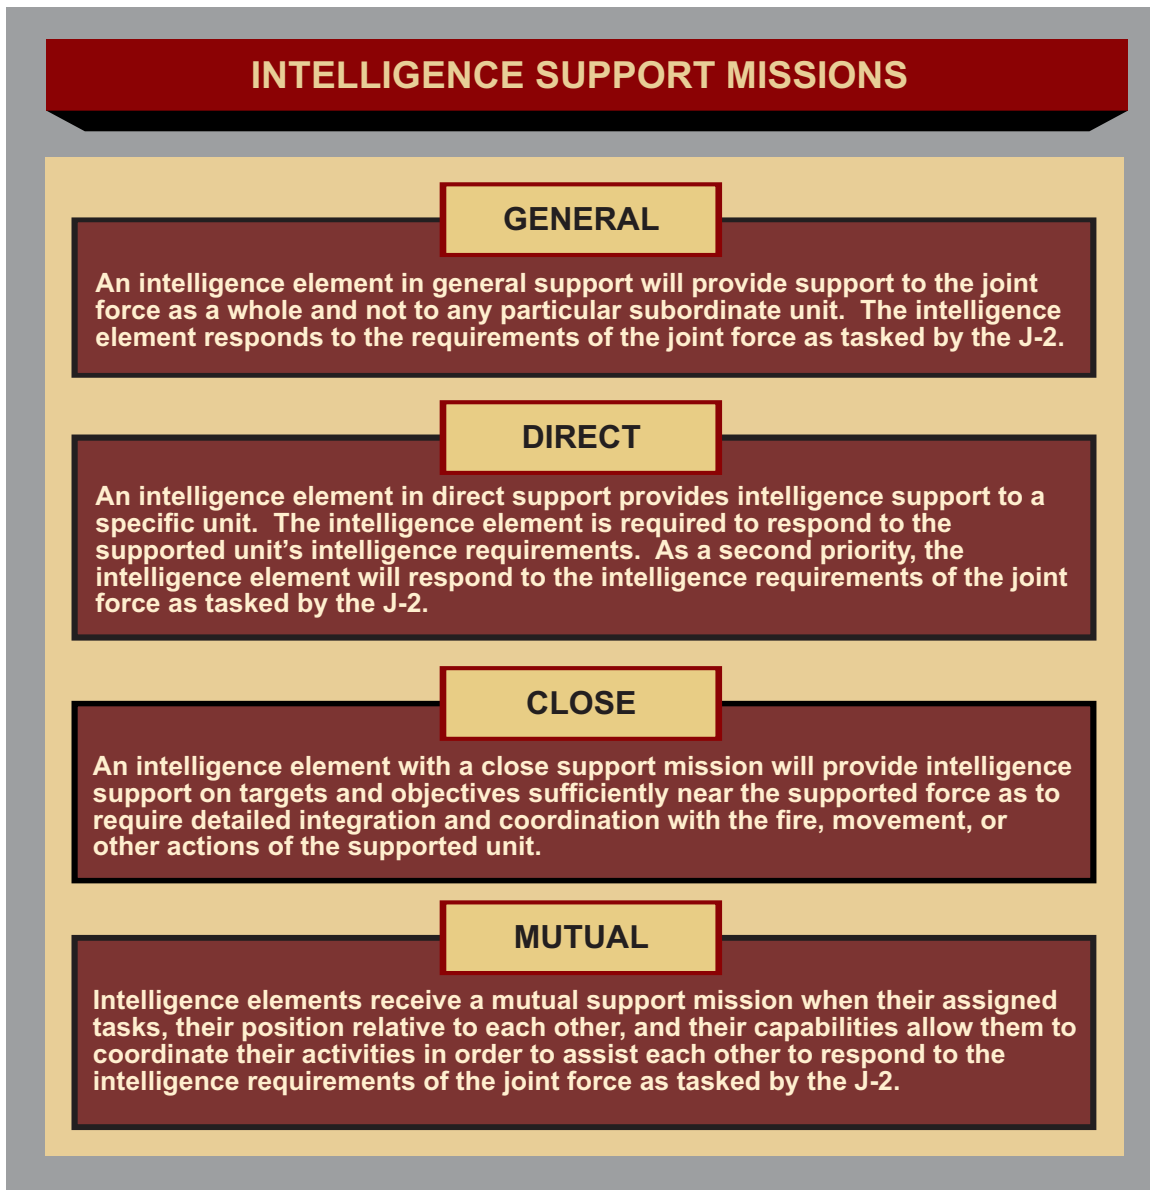 INTELLIGENCE SUPPORT MISSIONS
GENERAL
An intelligence element in general support will provide support to the joint
force as a whole and not to any particular subordinate unit.  The intelligence
element responds to the requirements of the joint force as tasked by the J-2.
DIRECT
An intelligence element in direct support provides intelligence support to a
specific unit.  The intelligence element is required to respond to the
supported unit's intelligence requirements.  As a second priority, the
intelligence element will respond to the intelligence requirements of the joint
force as tasked by the J-2.
CLOSE
An intelligence element with a close support mission will provide intelligence
support on targets and objectives sufficiently near the supported force as to
require detailed integration and coordination with the fire, movement, or
other actions of the supported unit.
MUTUAL
Intelligence elements receive a mutual support mission when their assigned
tasks, their position relative to each other, and their capabilities allow them to
coordinate their activities in order to assist each other to respond to the
intelligence requirements of the joint force as tasked by the J-2.